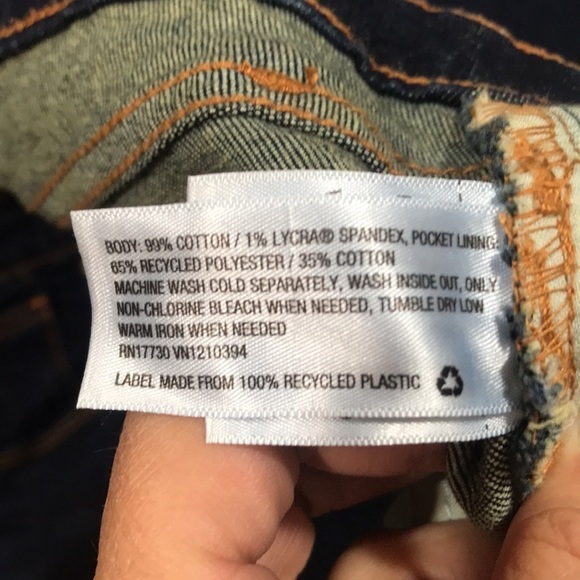 BODY: 99% COTTON / 1% LYCRA® SPANDEX, POCKET LINING:
65% RECYCLED POLYESTER / 35% COTTON
MACHINE WASH COLD SEPARATELY, WASH INSIDE OUT, ONLY
NON-CHLORINE BLEACH WHEN NEEDED, TUMBLE DRY LOW
WARM IRON WHEN NEEDED
RN17730 VN1210394
LABEL MADE FROM 100% RECYCLED PLASTIC